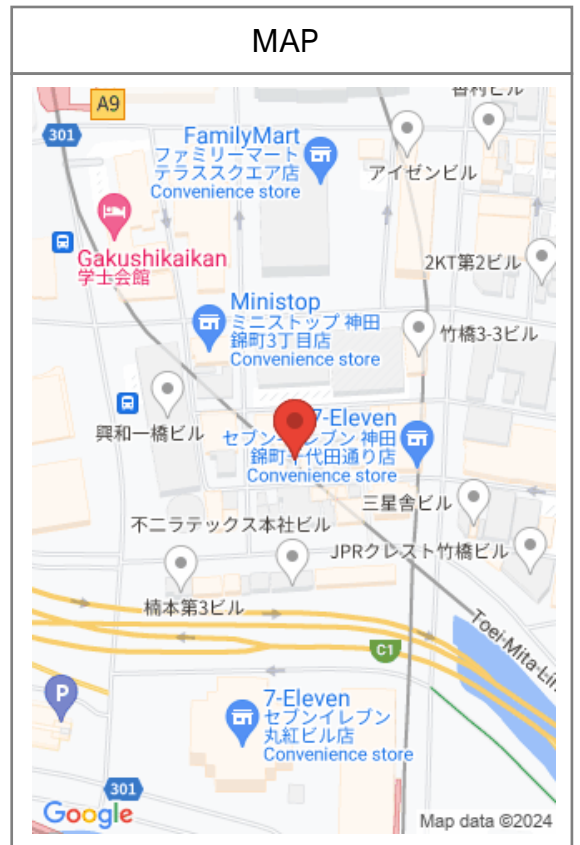 MAP
A9
301
FamilyMart
ファミリーマート
テラススクエア店
Convenience store
アイゼンビル
Gakushikaikan
学士会館
2KT第2ビル
Ministop
ミニストップ 神田
錦町3丁目店
Convenience store
竹橋3-3ビル
興和一橋ビル
7-Eleven
セブンイレブン 神田
錦町千代田通り店
Convenience store
三星舎ビル
不二ラテックス本社ビル
JPRクレスト竹橋ビル
楠本第3ビル
Toei-Mita-Lin
C1
P
7-Eleven
セブンイレブン
丸紅ビル店
Convenience store
301
Google
Map data ©2024